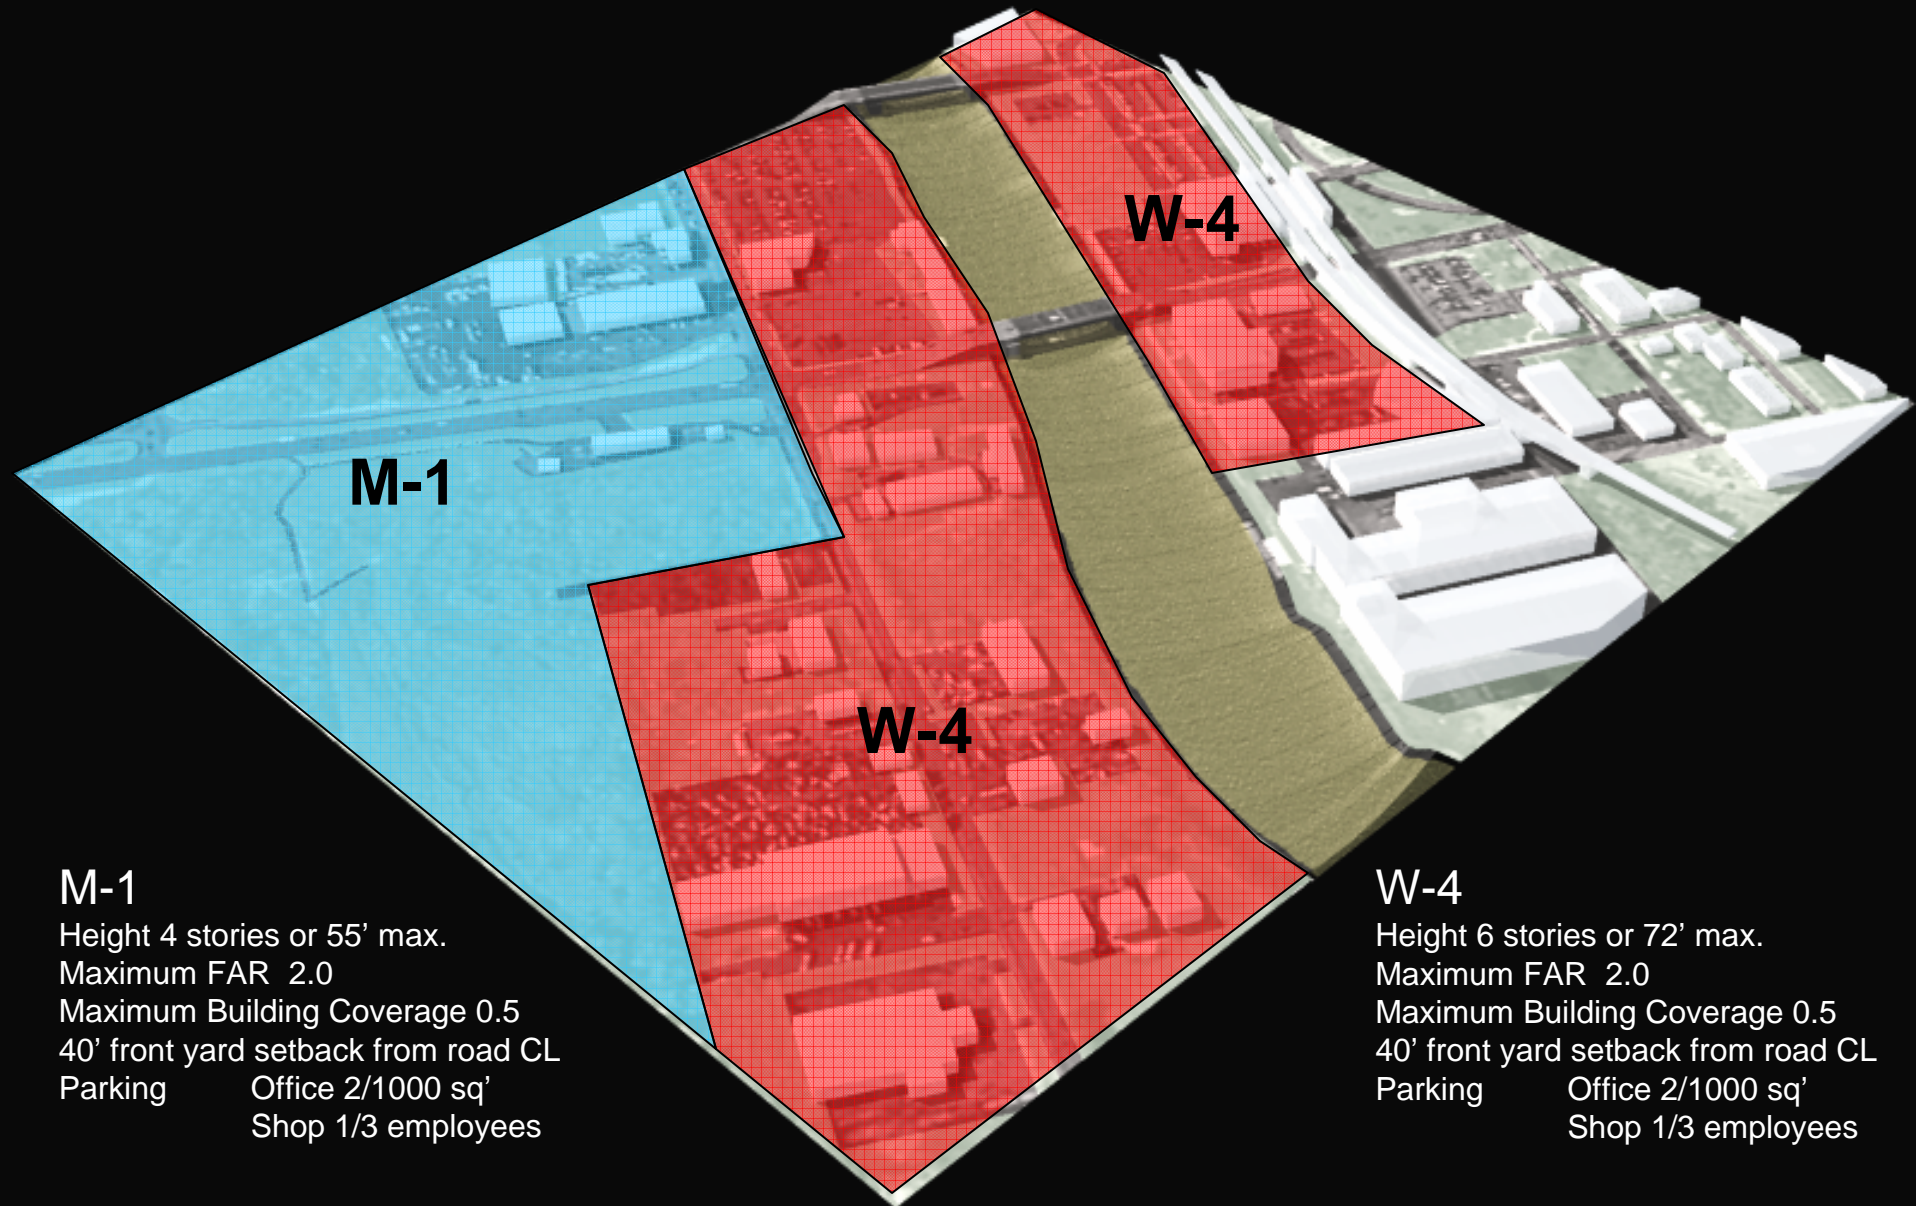 W-4
M-1
W-4
M-1
Height 4 stories or 55’ max.
Maximum FAR 2.0
Maximum Building Coverage 0.5
40’ front yard setback from road CL
Parking Office 2/1000 sq’
Shop 1/3 employees
W-4
Height 6 stories or 72’ max.
Maximum FAR 2.0
Maximum Building Coverage 0.5
40’ front yard setback from road CL
Parking Office 2/1000 sq’
Shop 1/3 employees